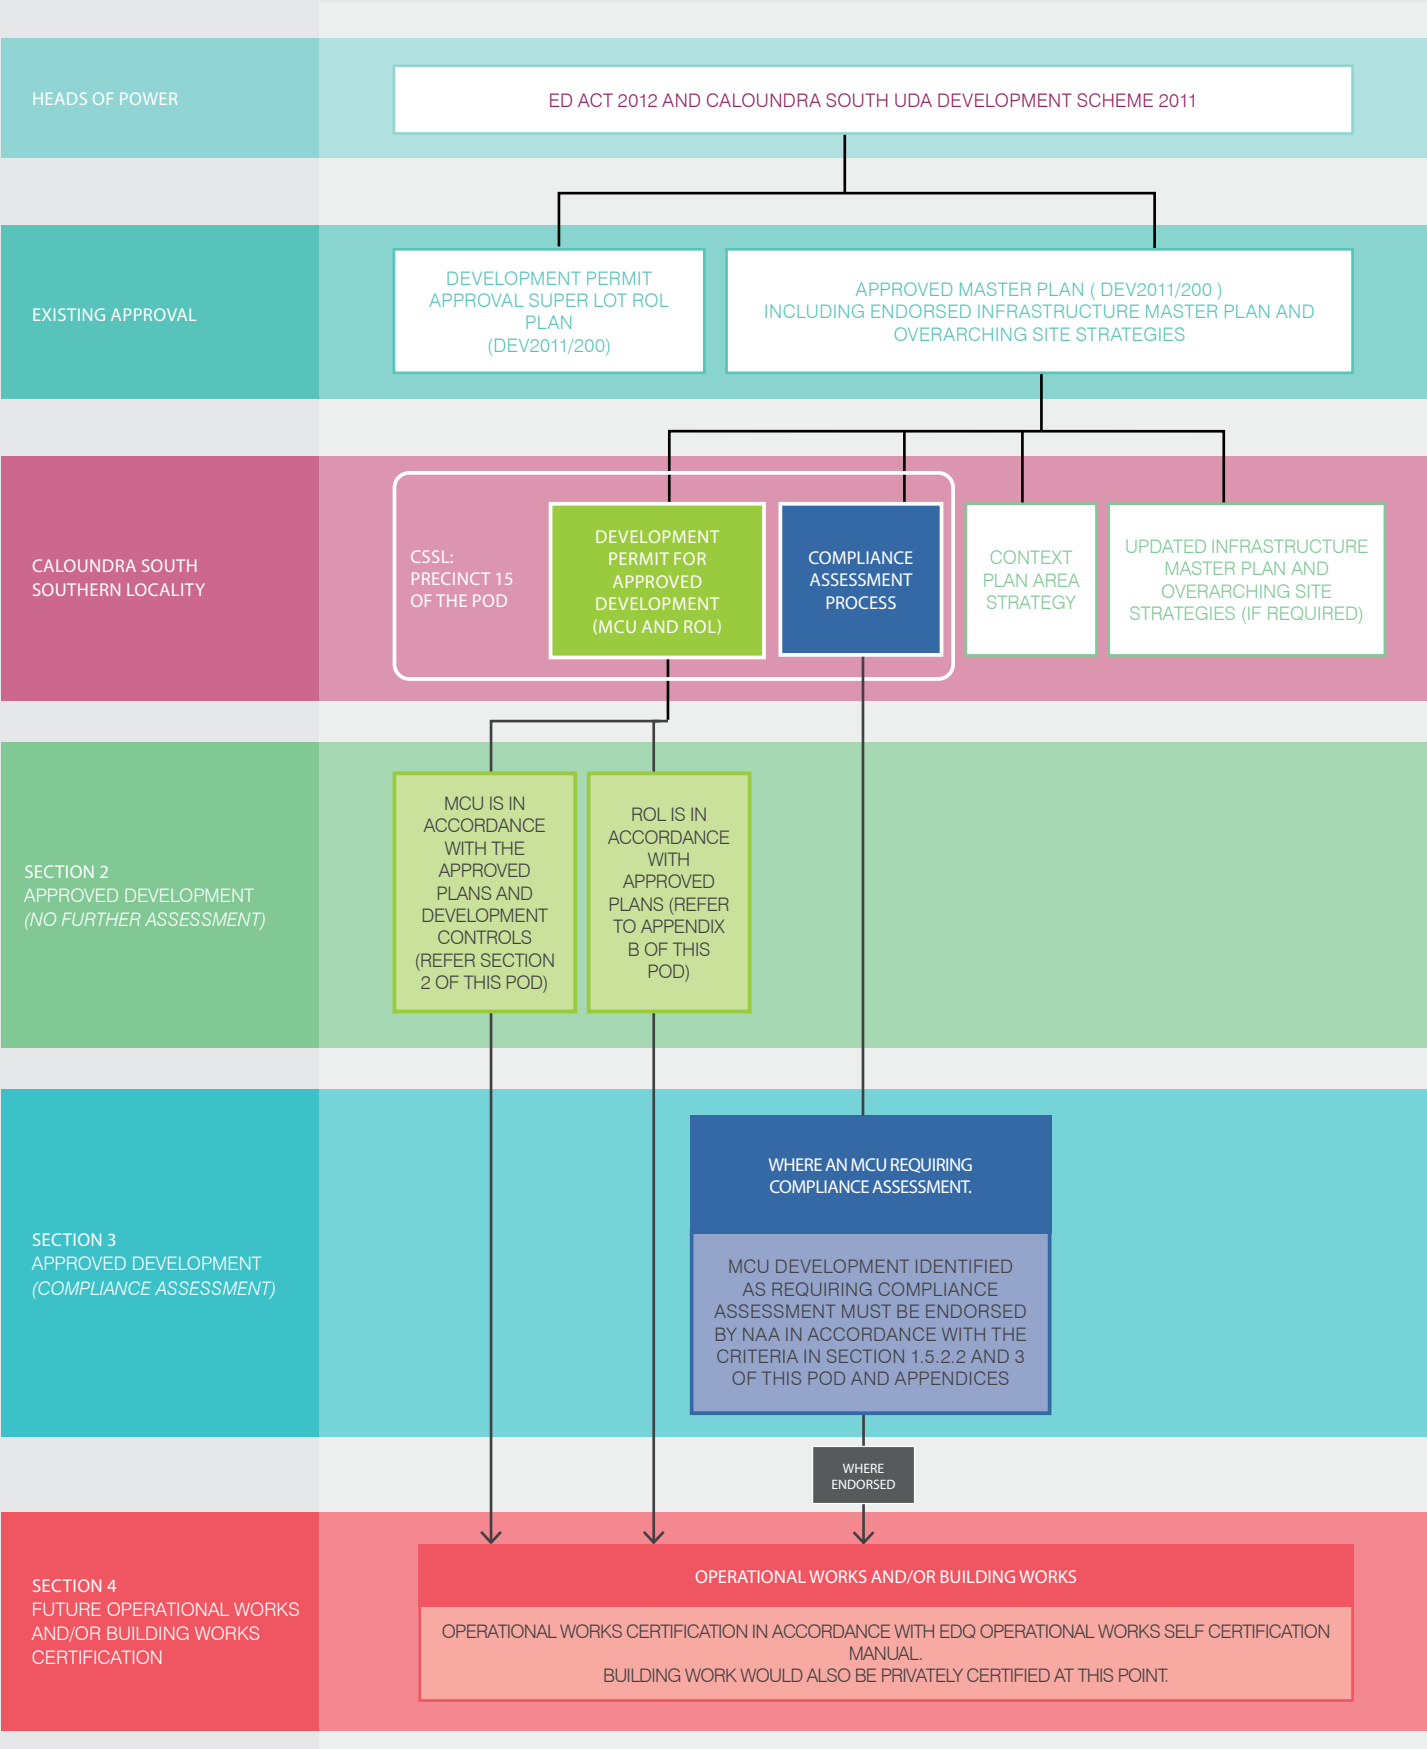 HEADS OF POWER
ED ACT 2012 AND CALOUNDRA SOUTH UDA DEVELOPMENT SCHEME 2011
EXISTING APPROVAL
DEVELOPMENT PERMIT
APPROVAL SUPER LOT ROL
PLAN
(DEV2011/200)
APPROVED MASTER PLAN ( DEV2011/200 )
INCLUDING ENDORSED INFRASTRUCTURE MASTER PLAN AND
OVERARCHING SITE STRATEGIES
CALOUNDRA SOUTH
SOUTHERN LOCALITY
CSSL:
PRECINCT 15
OF THE POD
DEVELOPMENT
PERMIT FOR
APPROVED
DEVELOPMENT
(MCU AND ROL)
COMPLIANCE
ASSESSMENT
PROCESS
CONTEXT
PLAN AREA
STRATEGY
UPDATED INFRASTRUCTURE
MASTER PLAN AND
OVERARCHING SITE
STRATEGIES (IF REQUIRED)
SECTION 2
APPROVED DEVELOPMENT
(NO FURTHER ASSESSMENT)
MCU IS IN
ACCORDANCE
WITH THE
APPROVED
PLANS AND
DEVELOPMENT
CONTROLS
(REFER SECTION
2 OF THIS POD)
ROL IS IN
ACCORDANCE
WITH
APPROVED
PLANS (REFER
TO APPENDIX
B OF THIS
POD)
SECTION 3
APPROVED DEVELOPMENT
(COMPLIANCE ASSESSMENT)
WHERE AN MCU REQUIRING
COMPLIANCE ASSESSMENT.
MCU DEVELOPMENT IDENTIFIED
AS REQUIRING COMPLIANCE
ASSESSMENT MUST BE ENDORSED
BY NAA IN ACCORDANCE WITH THE
CRITERIA IN SECTION 1.5.2.2 AND 3
OF THIS POD AND APPENDICES
WHERE
ENDORSED
SECTION 4
FUTURE OPERATIONAL WORKS
AND/OR BUILDING WORKS
CERTIFICATION
OPERATIONAL WORKS AND/OR BUILDING WORKS
OPERATIONAL WORKS CERTIFICATION IN ACCORDANCE WITH EDQ OPERATIONAL WORKS SELF CERTIFICATION
MANUAL.
BUILDING WORK WOULD ALSO BE PRIVATELY CERTIFIED AT THIS POINT.